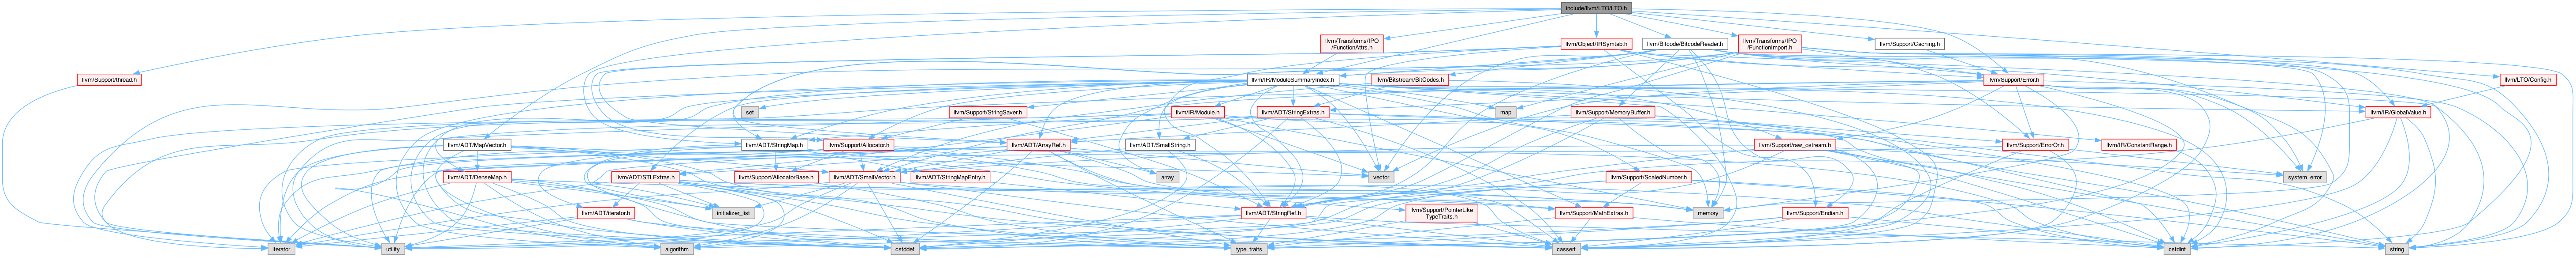 include/llvm/LTO/LTO.h
llvm/Transforms/IPO
/FunctionAttrs.h
llvm/Object/IRSymtab.h
llvm/Bitcode/BitcodeReader.h
llvm/Transforms/IPO
/FunctionImport.h
llvm/Support/Caching.h
llvm/Support/thread.h
llvm/IR/ModuleSummaryIndex.h
llvm/Bitstream/BitCodes.h
llvm/Support/Error.h
llvm/LTO/Config.h
set
llvm/Support/StringSaver.h
llvm/IR/Module.h
llvm/ADT/StringExtras.h
llvm/Support/MemoryBuffer.h
map
llvm/IR/GlobalValue.h
llvm/ADT/MapVector.h
llvm/ADT/StringMap.h
llvm/Support/Allocator.h
llvm/ADT/ArrayRef.h
llvm/ADT/SmallString.h
llvm/Support/raw_ostream.h
llvm/Support/ErrorOr.h
llvm/IR/ConstantRange.h
llvm/ADT/DenseMap.h
llvm/ADT/STLExtras.h
llvm/Support/AllocatorBase.h
llvm/ADT/SmallVector.h
llvm/ADT/StringMapEntry.h
array
vector
llvm/Support/ScaledNumber.h
system_error
llvm/ADT/iterator.h
initializer_list
llvm/ADT/StringRef.h
llvm/Support/PointerLike
TypeTraits.h
llvm/Support/MathExtras.h
memory
llvm/Support/Endian.h
iterator
utility
algorithm
cstddef
type_traits
cassert
cstdint
string